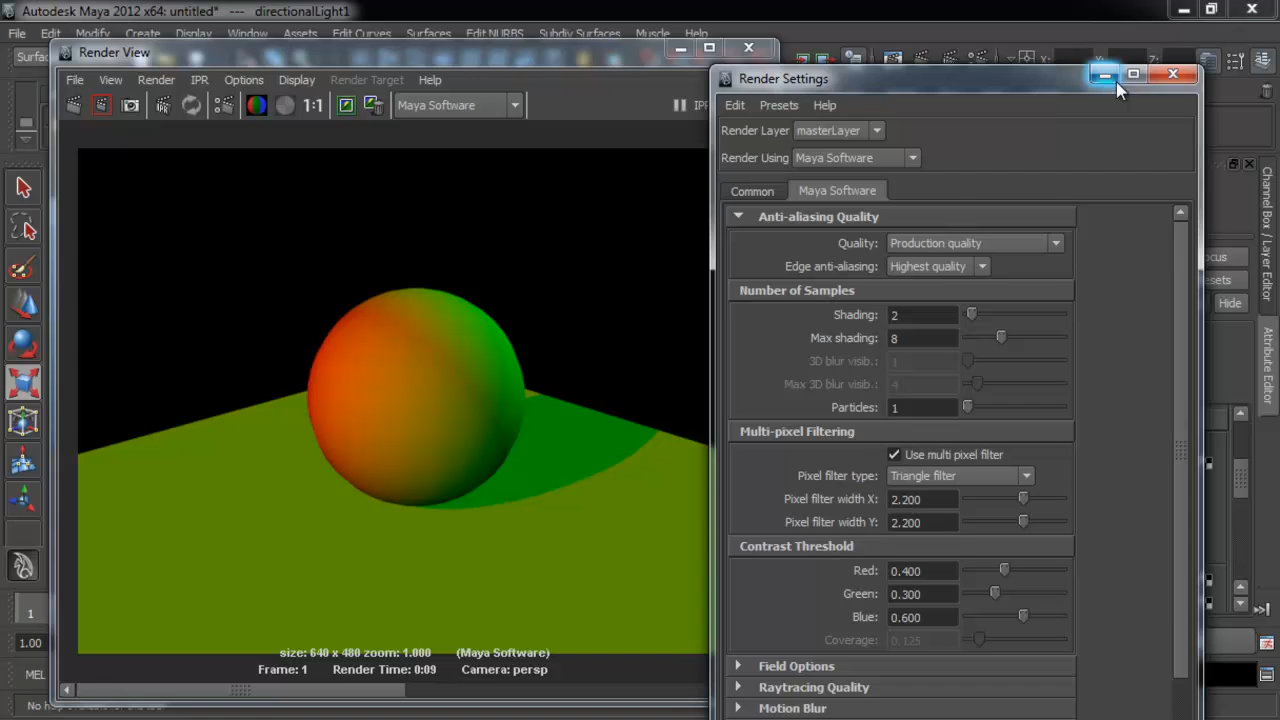 Autodesk Maya 2012 x64: untitled* --- directionalLight1
File Modify Create Display Window Assets Edit Curves Surfaces Edit NURBS Subdiv Surfaces Muscle Help
Render View
Render Settings
File View Render IPR Options Display Render Target Help
Edit Presets Help
1:1 Maya Software IPR
Render Layer masterLayer
Render Using Maya Software
Common Maya Software
Anti-aliasing Quality
Quality: Production quality
Edge anti-aliasing: Highest quality
Number of Samples
Shading: 2
Max shading: 8
3D blur visib.: 1
Max 3D blur visib.: 4
Particles: 1
Multi-pixel Filtering
Use multi pixel filter
Pixel filter type: Triangle filter
Pixel filter width X: 2.200
Pixel filter width Y: 2.200
Contrast Threshold
Red: 0.400
Green: 0.300
Blue: 0.600
Coverage: 0.125
Field Options
Raytracing Quality
Motion Blur
size: 640 x 480 zoom: 1.000 (Maya Software)
Frame: 1 Render Time: 0:09 Camera: persp
Channel Box / Layer Editor
Attribute Editor
Hide
1
1.00
MEL